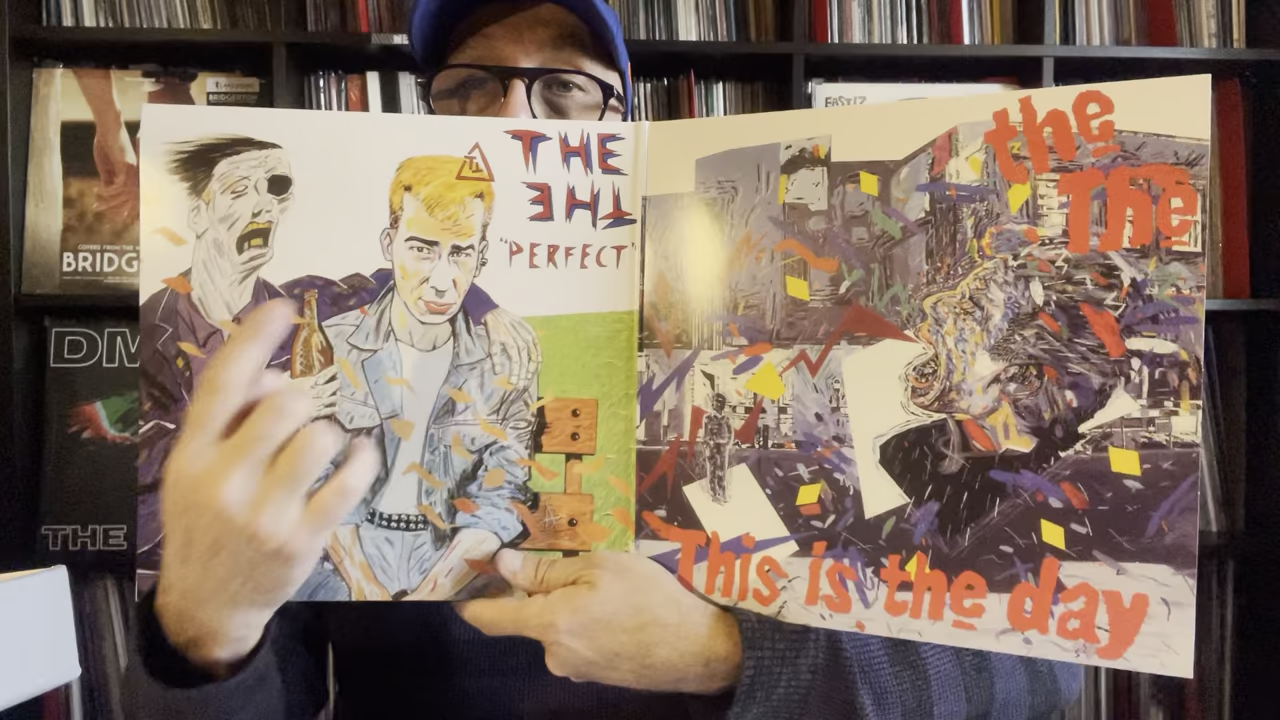 THE
THE
"PERFECT"
the
The
This is the day
BRIDG
DM
THE